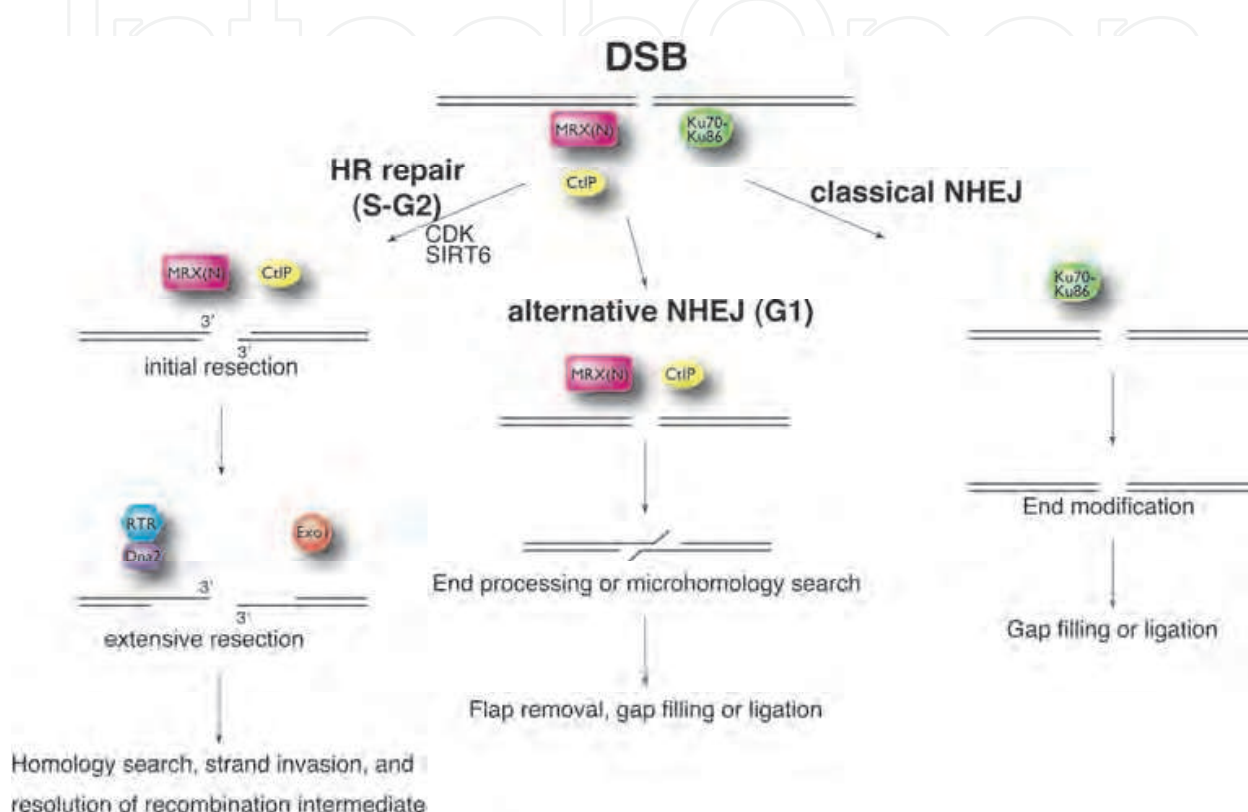 IntechOpen
DSB
MRX(N)
Ku70-
Ku86
CtIP
HR repair
(S-G2)
CDK
SIRT6
classical NHEJ
MRX(N)
CtIP
3'
3'
initial resection
alternative NHEJ (G1)
MRX(N)
CtIP
Ku70-
Ku86
End modification
RTR
Dna2
Exo1
3'
3'
extensive resection
End processing or microhomology search
Gap filling or ligation
Flap removal, gap filling or ligation
Homology search, strand invasion, and
resolution of recombination intermediate